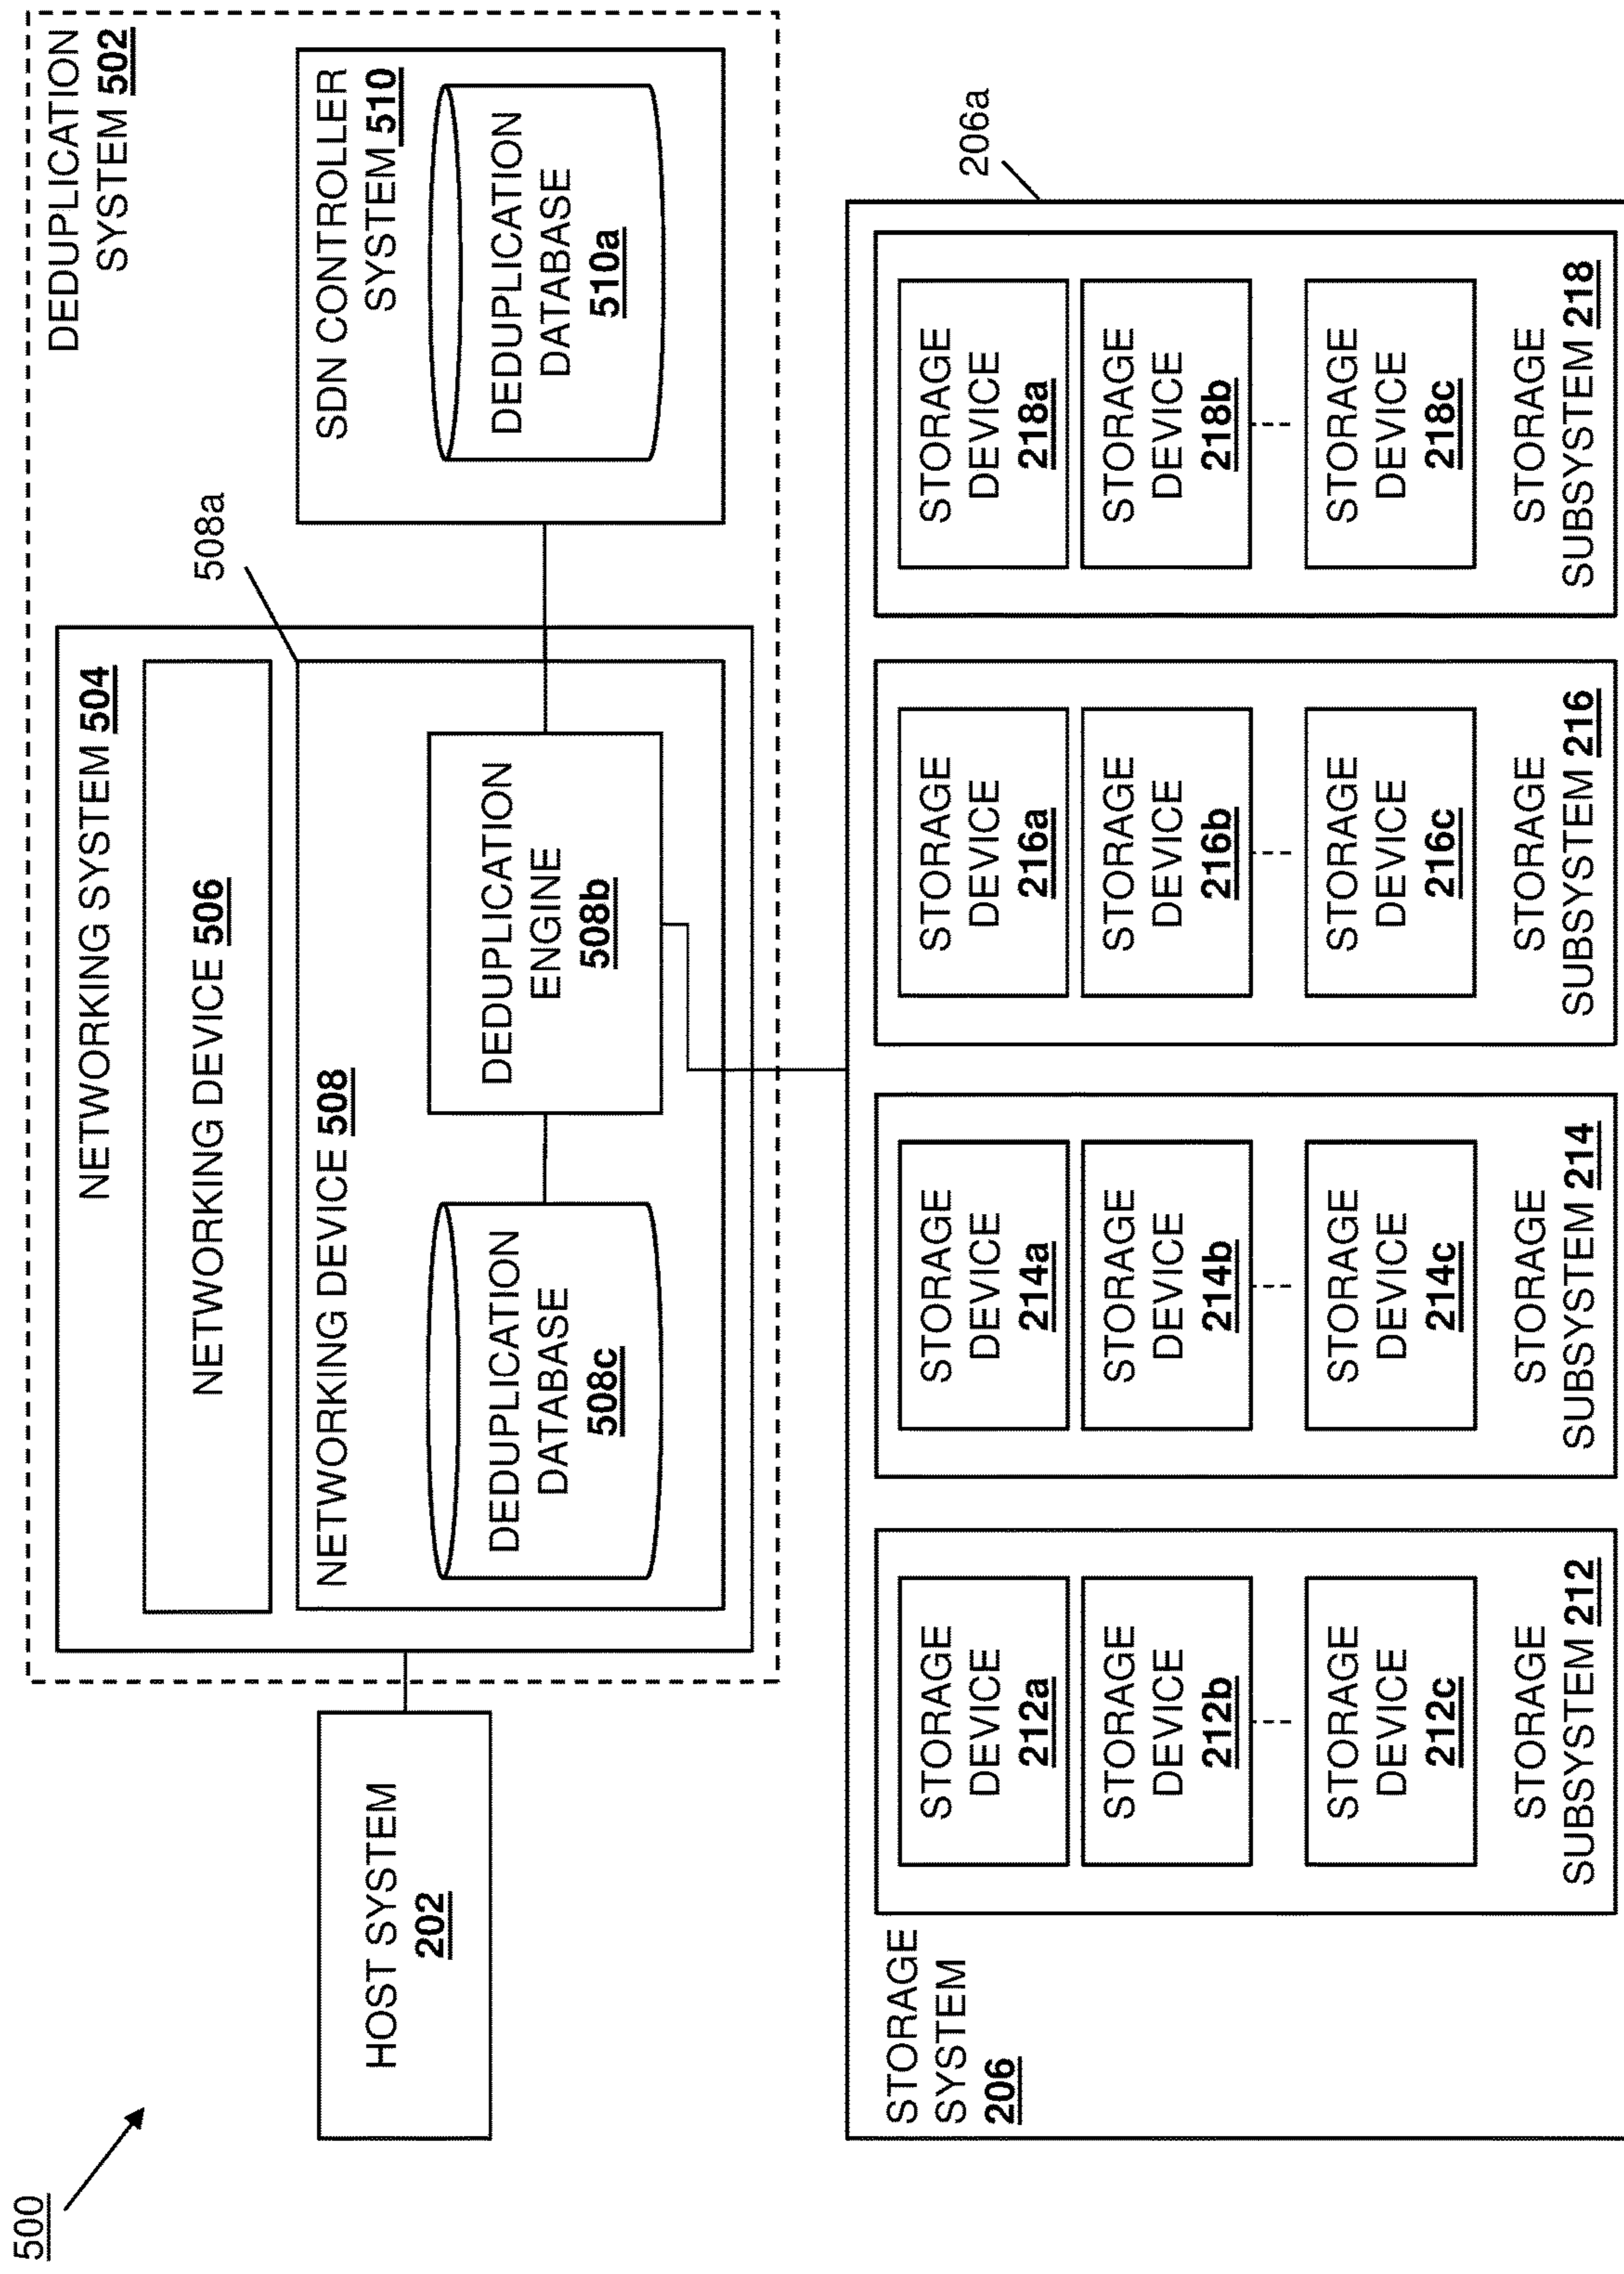 500
DEDUPLICATION
SYSTEM 502
NETWORKING SYSTEM 504
NETWORKING DEVICE 506
508a
HOST SYSTEM
202
NETWORKING DEVICE 508
DEDUPLICATION
DATABASE
508c
DEDUPLICATION
ENGINE
508b
SDN CONTROLLER
SYSTEM 510
DEDUPLICATION
DATABASE
510a
206a
STORAGE
SYSTEM
206
STORAGE
DEVICE
212a
STORAGE
DEVICE
212b
STORAGE
DEVICE
212c
STORAGE
SUBSYSTEM 212
STORAGE
DEVICE
214a
STORAGE
DEVICE
214b
STORAGE
DEVICE
214c
STORAGE
SUBSYSTEM 214
STORAGE
DEVICE
216a
STORAGE
DEVICE
216b
STORAGE
DEVICE
216c
STORAGE
SUBSYSTEM 216
STORAGE
DEVICE
218a
STORAGE
DEVICE
218b
STORAGE
DEVICE
218c
STORAGE
SUBSYSTEM 218